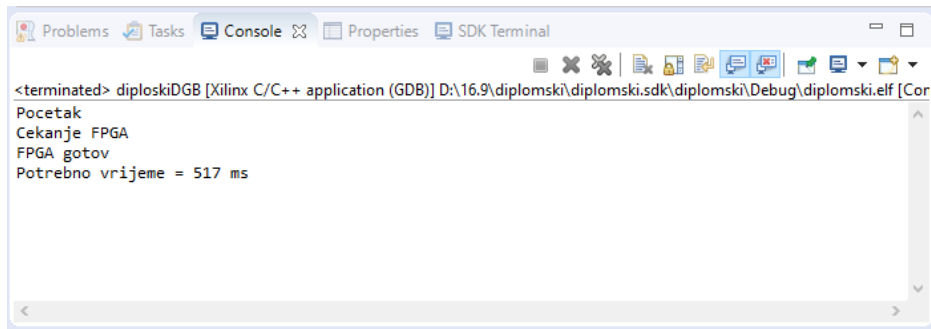 Problems Tasks Console Properties SDK Terminal
<terminated> diploskiDGB [Xilinx C/C++ application (GDB)] D:\16.9\diplomski\diplomski.sdk\diplomski\Debug\diplomski.elf [Cor
Pocetak
Cekanje FPGA
FPGA gotov
Potrebno vrijeme = 517 ms